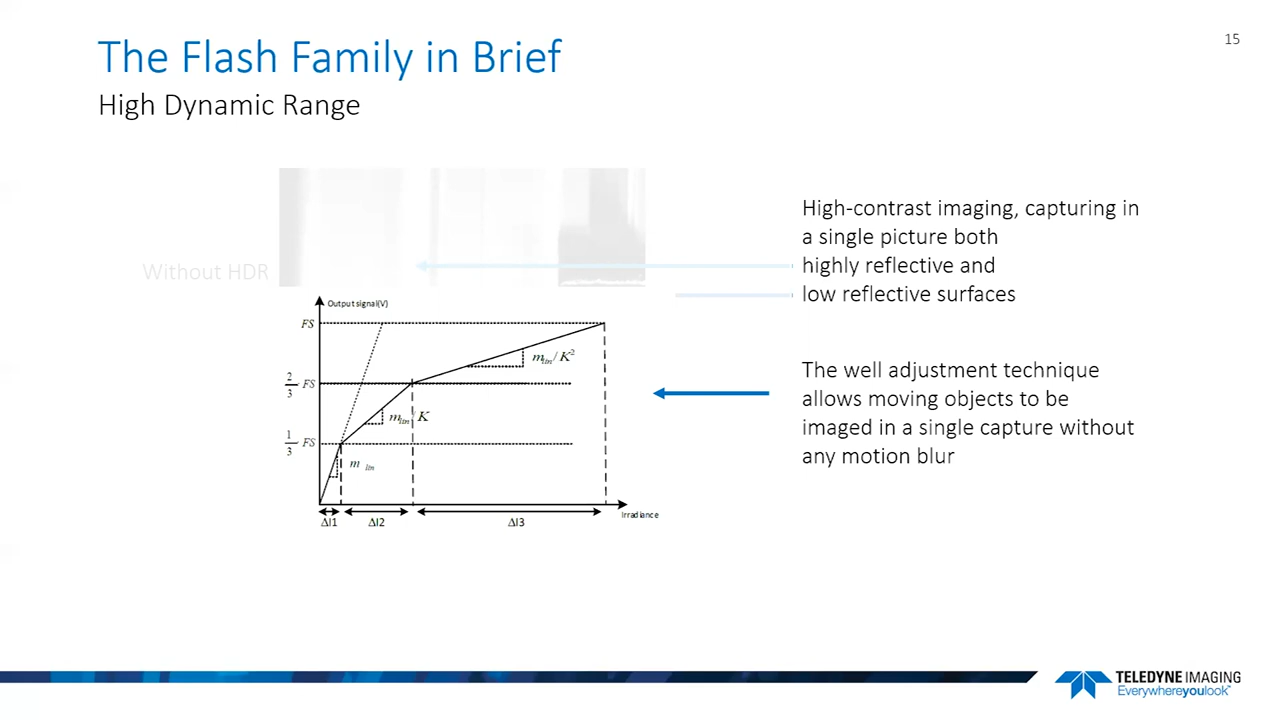 The Flash Family in Brief
15
High Dynamic Range
Without HDR
High-contrast imaging, capturing in
a single picture both
highly reflective and
low reflective surfaces
Output signal(V)
FS
m_lin/K²
2/3 FS
m_lin/K
1/3 FS
m_lin
Irradiance
ΔI1
ΔI2
ΔI3
The well adjustment technique
allows moving objects to be
imaged in a single capture without
any motion blur
TELEDYNE IMAGING
Everywhereyoulook™